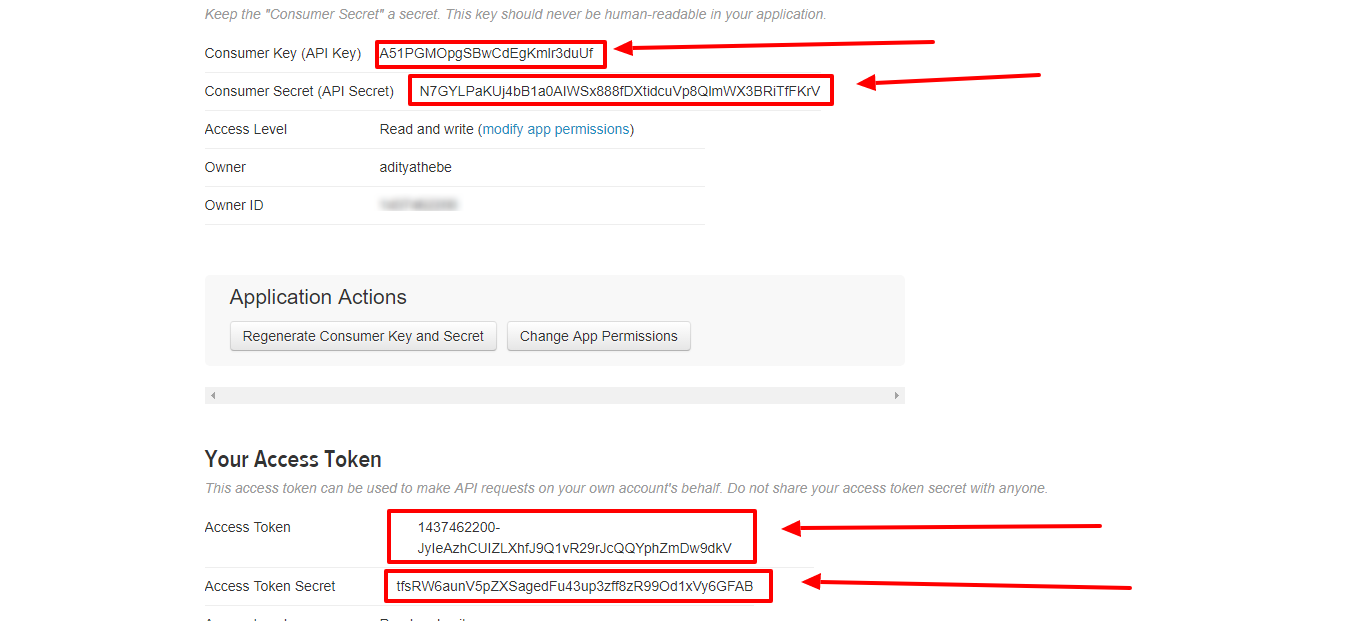 Keep the "Consumer Secret" a secret. This key should never be human-readable in your application.
Consumer Key (API Key) A51PGMOpgSBwCdEgKmIr3duUf
Consumer Secret (API Secret) N7GYLPaKUj4bB1a0AIWSx888fDXtidcuVp8QImWX3BRiTfFKrV
Access Level Read and write (modify app permissions)
Owner adityathebe
Owner ID
Application Actions
Regenerate Consumer Key and Secret Change App Permissions
Your Access Token
This access token can be used to make API requests on your own account's behalf. Do not share your access token secret with anyone.
Access Token 1437462200-
JyIeAzhCUIZLXhfJ9Q1vR29rJcQQYphZmDw9dkV
Access Token Secret tfsRW6aunV5pZXSagedFu43up3zff8zR99Od1xVy6GFAB